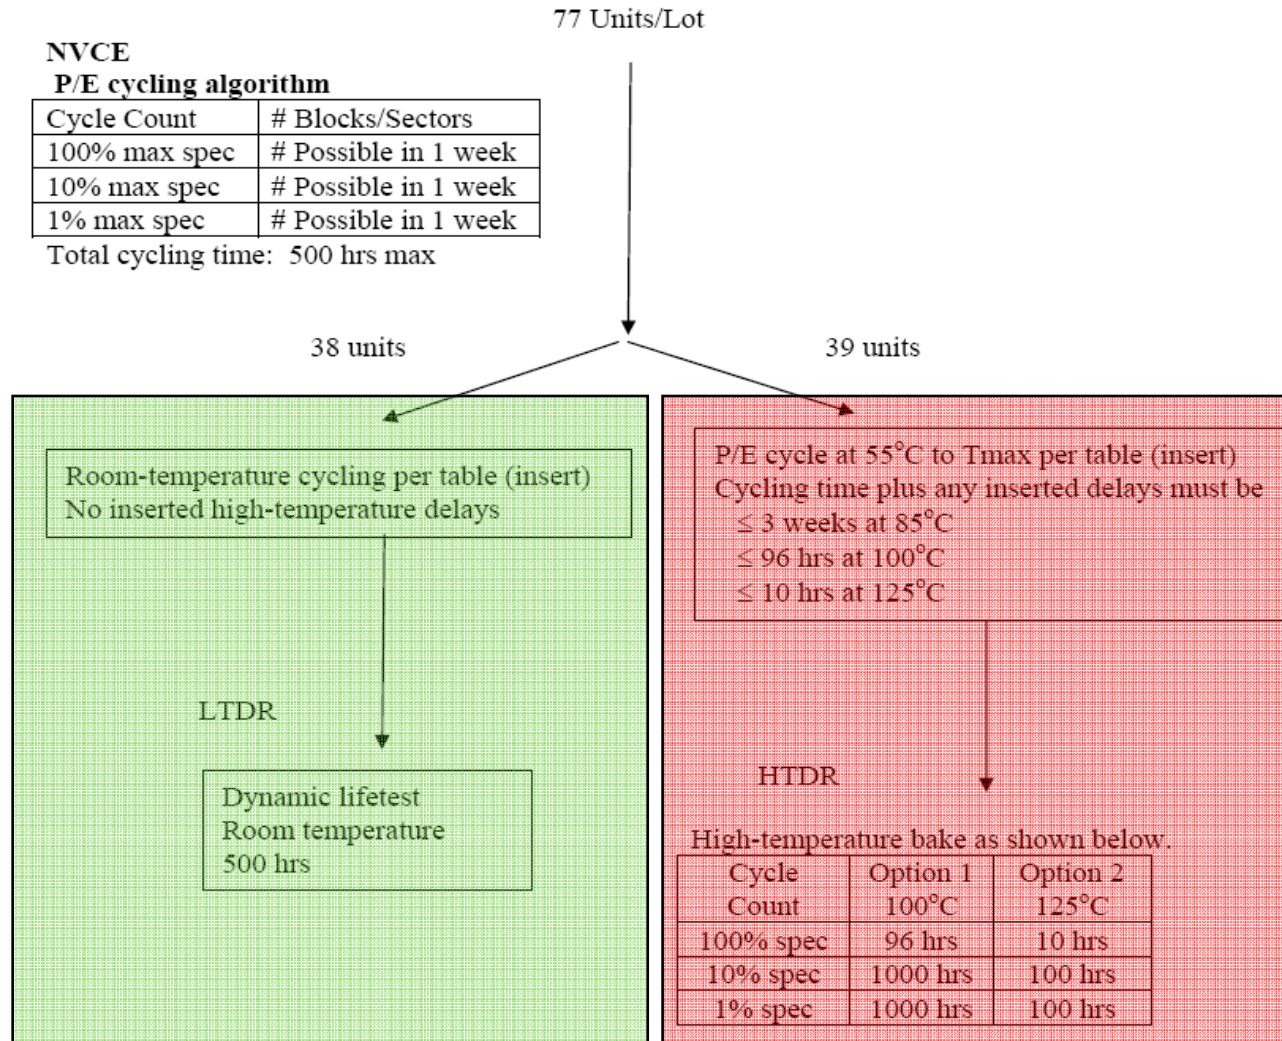 77 Units/Lot
NVCE
P/E cycling algorithm
Cycle Count # Blocks/Sectors
100% max spec # Possible in 1 week
10% max spec # Possible in 1 week
1% max spec # Possible in 1 week
Total cycling time: 500 hrs max
38 units
39 units
Room-temperature cycling per table (insert)
No inserted high-temperature delays
LTDR
Dynamic lifetest
Room temperature
500 hrs
P/E cycle at 55°C to Tmax per table (insert)
Cycling time plus any inserted delays must be
≤ 3 weeks at 85°C
≤ 96 hrs at 100°C
≤ 10 hrs at 125°C
HTDR
High-temperature bake as shown below.
Cycle Option 1 Option 2
Count 100°C 125°C
100% spec 96 hrs 10 hrs
10% spec 1000 hrs 100 hrs
1% spec 1000 hrs 100 hrs